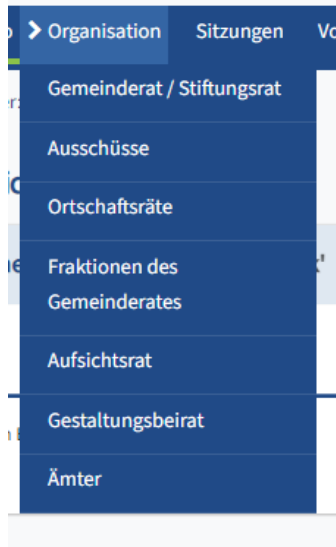 Organisation Sitzungen
Gemeinderat / Stiftungsrat
Ausschüsse
Ortschaftsräte
Fraktionen des
Gemeinderates
Aufsichtsrat
Gestaltungsbeirat
Ämter